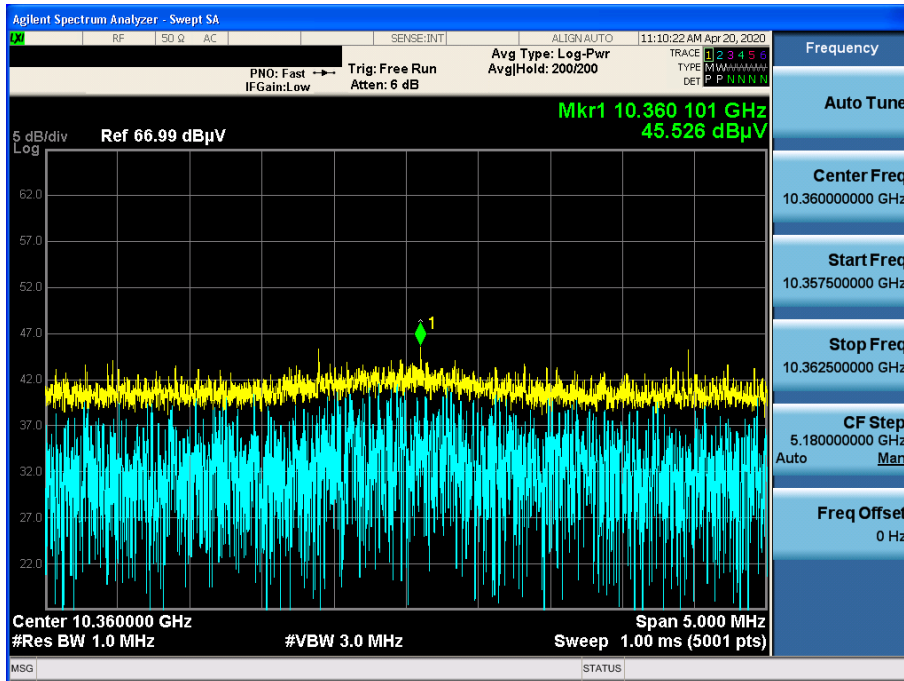 Agilent Spectrum Analyzer - Swept SA
LXI RF 50 Ω AC SENSE:INT ALIGN AUTO 11:10:22 AM Apr 20, 2020
PNO: Fast
IFGain:Low
Trig: Free Run
Atten: 6 dB
Avg Type: Log-Pwr
Avg|Hold: 200/200
TRACE 1 2 3 4 5 6
TYPE M W W W W W
DET P P N N N N
Mkr1 10.360 101 GHz
45.526 dBµV
5 dB/div Ref 66.99 dBµV
Log
62.0
57.0
52.0
47.0
42.0
37.0
32.0
27.0
22.0
1
Center 10.360000 GHz Span 5.000 MHz
#Res BW 1.0 MHz #VBW 3.0 MHz Sweep 1.00 ms (5001 pts)
MSG STATUS
Frequency
Auto Tune
Center Freq
10.360000000 GHz
Start Freq
10.357500000 GHz
Stop Freq
10.362500000 GHz
CF Step
5.180000000 GHz
Auto Man
Freq Offset
0 Hz